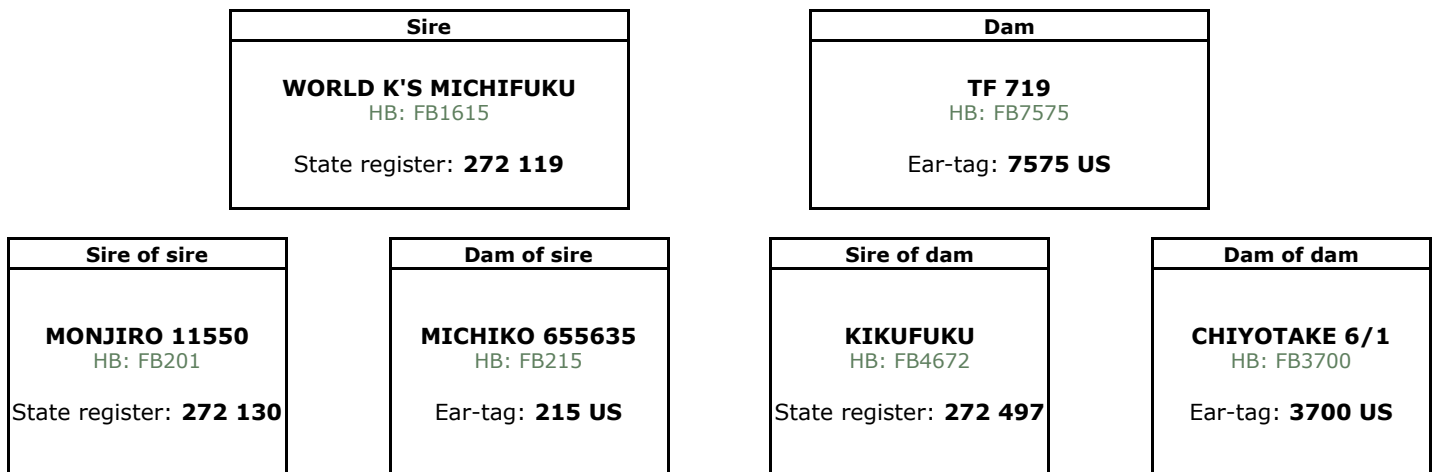 Sire
WORLD K'S MICHIFUKU
HB: FB1615
State register: 272 119
Dam
TF 719
HB: FB7575
Ear-tag: 7575 US
Sire of sire
MONJIRO 11550
HB: FB201
State register: 272 130
Dam of sire
MICHIKO 655635
HB: FB215
Ear-tag: 215 US
Sire of dam
KIKUFUKU
HB: FB4672
State register: 272 497
Dam of dam
CHIYOTAKE 6/1
HB: FB3700
Ear-tag: 3700 US